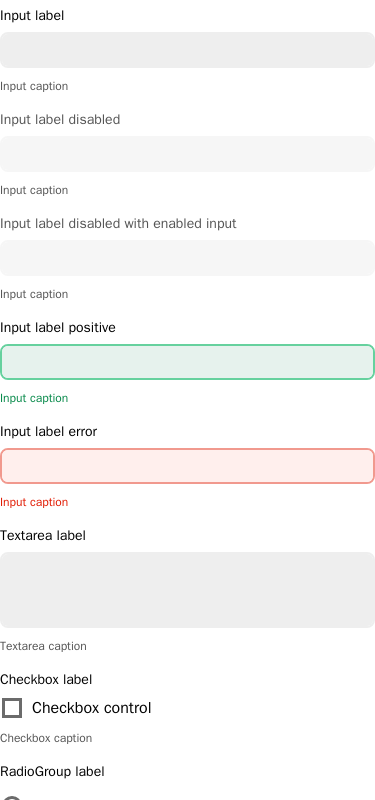 Input label
Input caption
Input label disabled
Input caption
Input label disabled with enabled input
Input caption
Input label positive
Input caption
Input label error
Input caption
Textarea label
Textarea caption
Checkbox label
Checkbox control
Checkbox caption
RadioGroup label